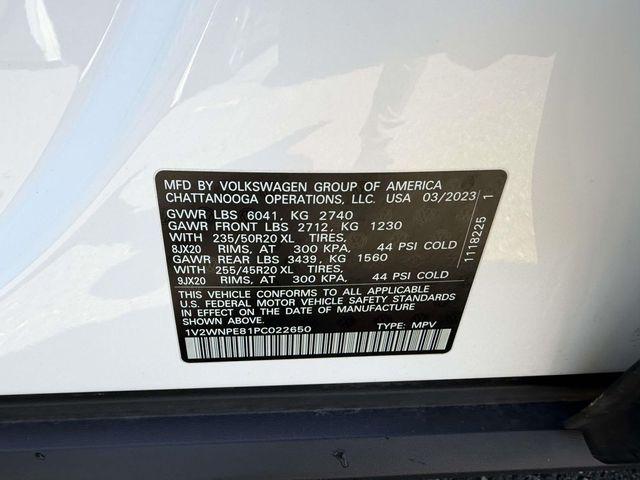 MFD BY VOLKSWAGEN GROUP OF AMERICA
CHATTANOOGA OPERATIONS, LLC. USA 03/2023
GVWR LBS 6041, KG 2740
GAWR FRONT LBS 2712, KG 1230
WITH 235/50R20 XL TIRES,
8JX20 RIMS, AT 300 KPA, 44 PSI COLD
GAWR REAR LBS 3439, KG 1560
WITH 255/45R20 XL TIRES,
9JX20 RIMS, AT 300 KPA, 44 PSI COLD
THIS VEHICLE CONFORMS TO ALL APPLICABLE
U.S. FEDERAL MOTOR VEHICLE SAFETY STANDARDS
IN EFFECT ON THE DATE OF MANUFACTURE
SHOWN ABOVE.
1V2WNPE81PC022650 TYPE: MPV
1118225 1